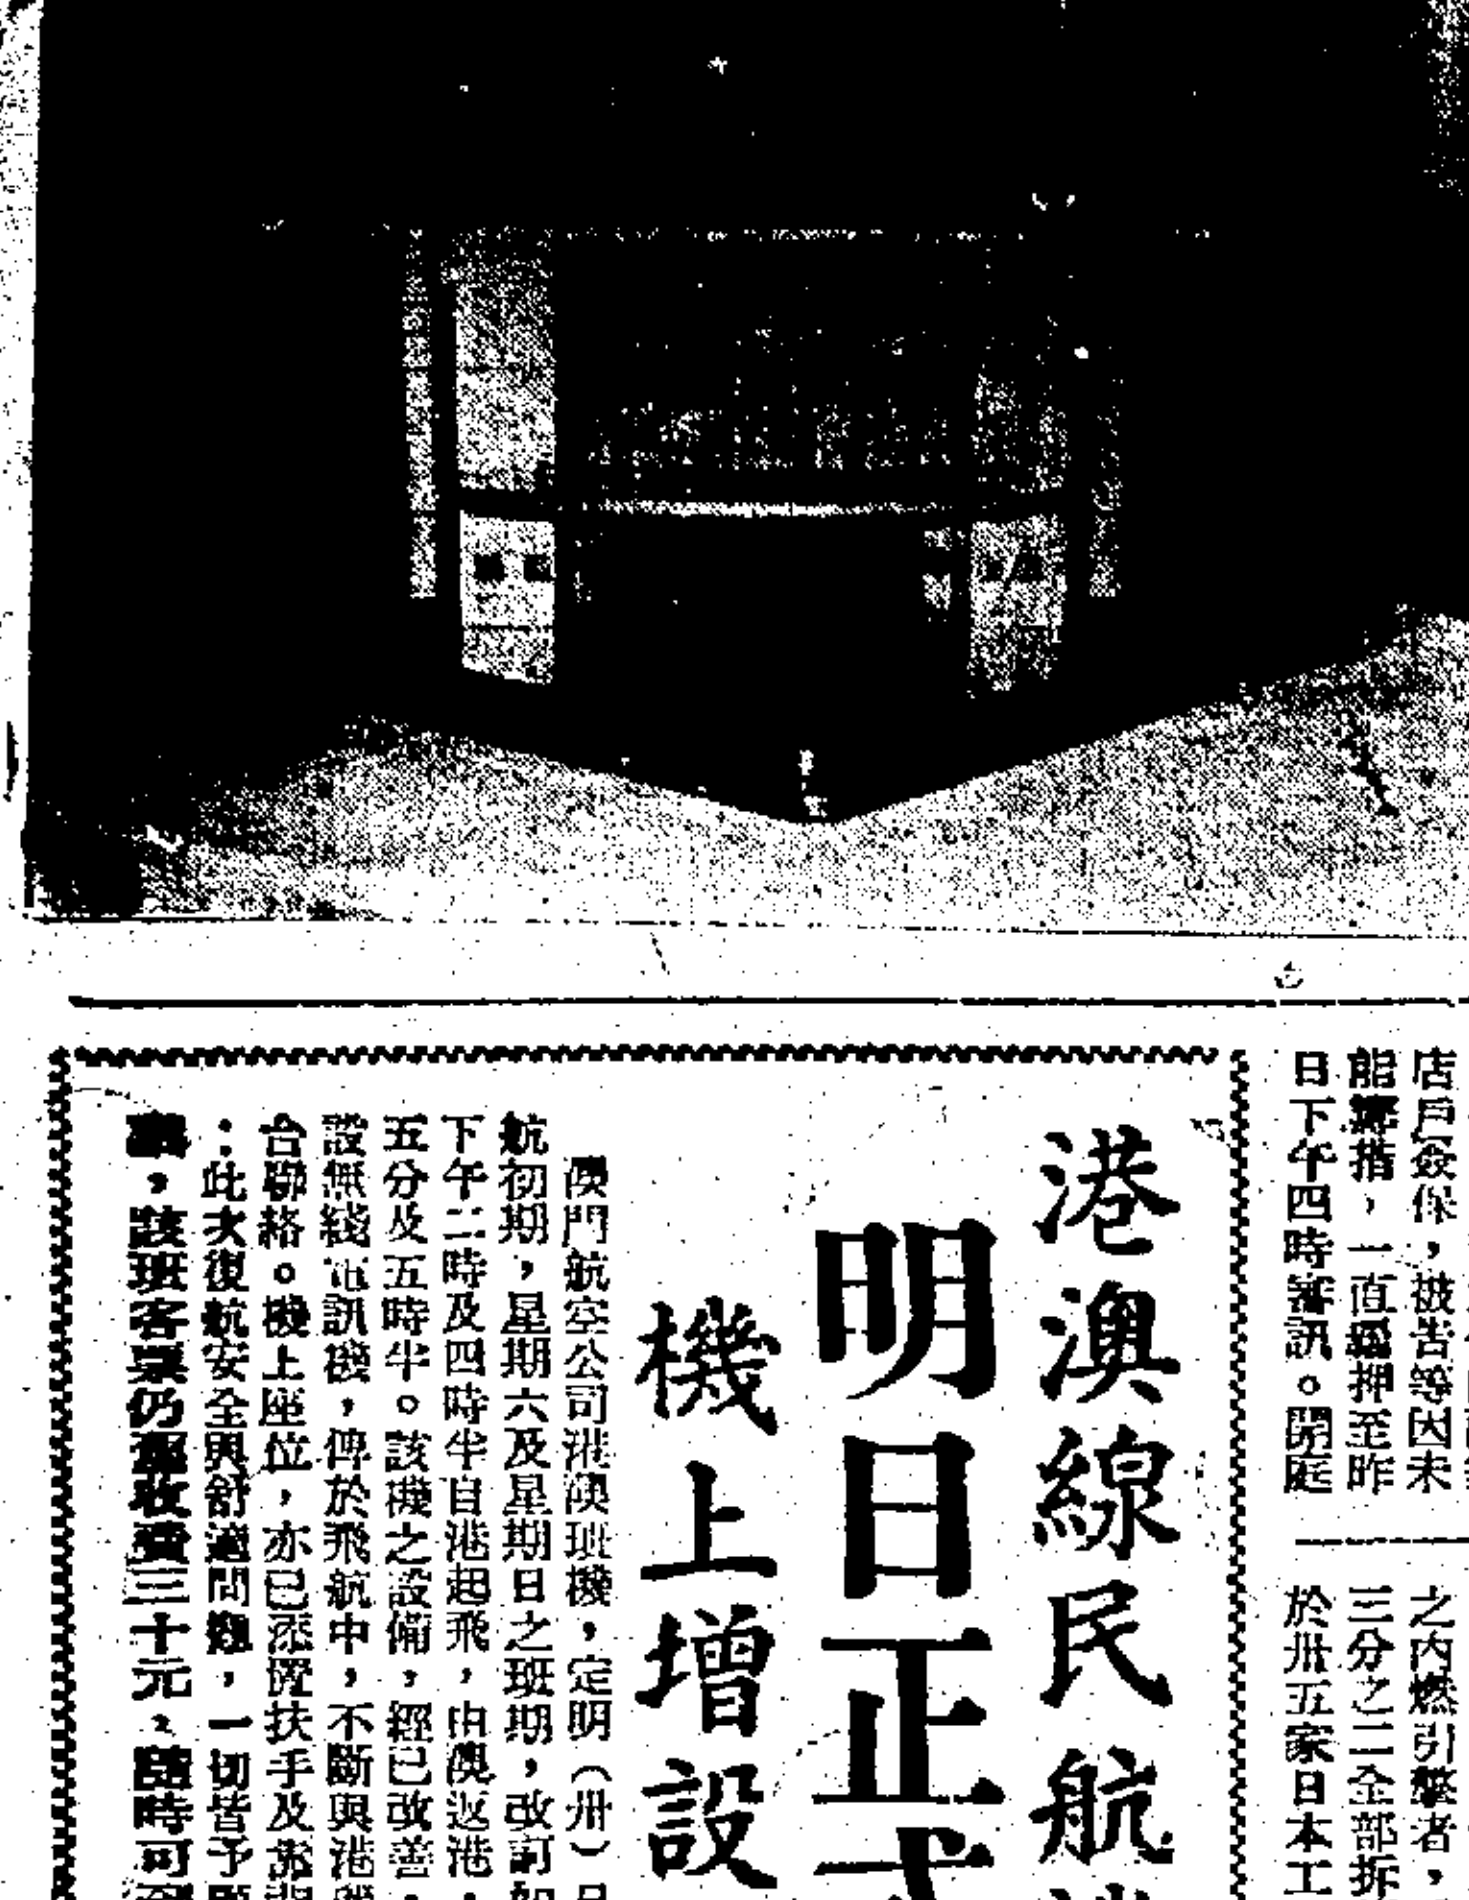 店戶僉保，被告等因未
能籌措，一直羈押至昨
日下午四時審訊。開庭
之內燃引擎者，
三分之二全部拆
於卅五家日本工
港澳線民航
明日正式
機上增設
澳門航空公司港澳班機，定明（卅）日
航初期，星期六及星期日之班期，改訂如
下午二時及四時半自港起飛，由澳返港，
五分及五時半。該機之設備，經已改善，
設無綫電訊機，俾於飛航中，不斷與港澳
台聯絡。機上座位，亦已添置扶手及
：此次復航安全與舒適問題，一切皆予
，該班客票仍收費三十元，隨時可到